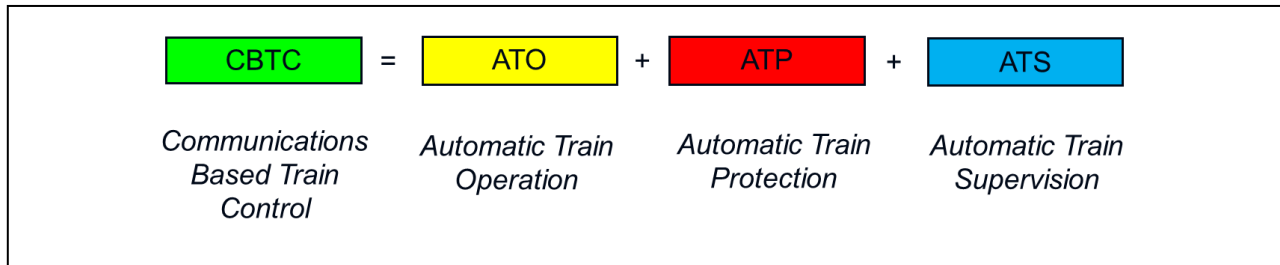 CBTC = ATO + ATP + ATS
Communications
Based Train
Control
Automatic Train
Operation
Automatic Train
Protection
Automatic Train
Supervision